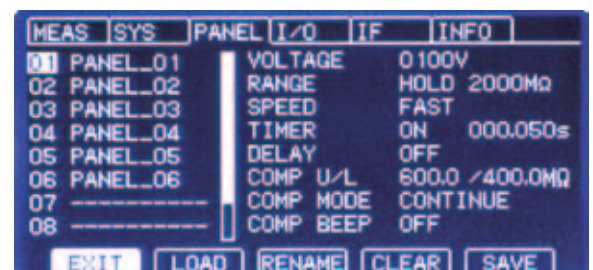 MEAS SYS PANEL I/O IF INFO
01 PANEL_01 VOLTAGE 0100V
02 PANEL_02 RANGE HOLD 2000MΩ
03 PANEL_03 SPEED FAST
04 PANEL_04 TIMER ON 000.050s
05 PANEL_05 DELAY OFF
06 PANEL_06 COMP U/L 600.0 /400.0MΩ
07 ---------- COMP MODE CONTINUE
08 ---------- COMP BEEP OFF
EXIT LOAD RENAME CLEAR SAVE